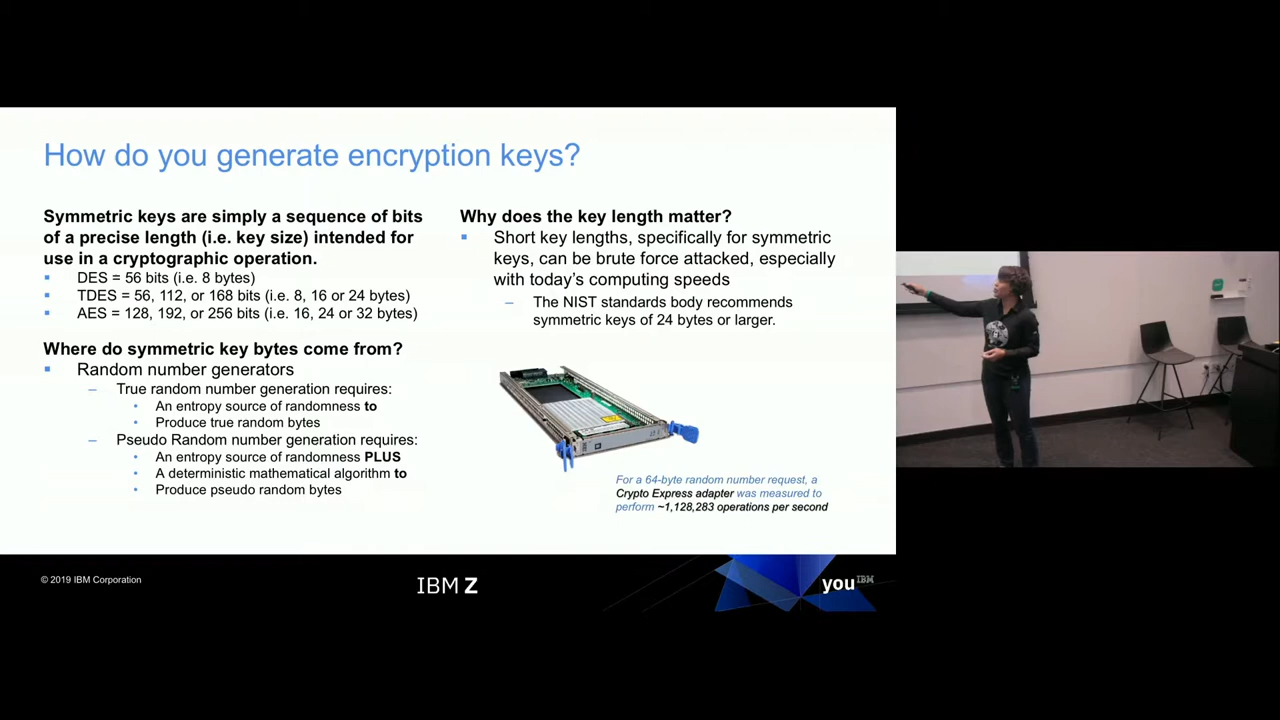 How do you generate encryption keys?
Symmetric keys are simply a sequence of bits
of a precise length (i.e. key size) intended for
use in a cryptographic operation.
DES = 56 bits (i.e. 8 bytes)
TDES = 56, 112, or 168 bits (i.e. 8, 16 or 24 bytes)
AES = 128, 192, or 256 bits (i.e. 16, 24 or 32 bytes)
Where do symmetric key bytes come from?
Random number generators
– True random number generation requires:
An entropy source of randomness to
Produce true random bytes
– Pseudo Random number generation requires:
An entropy source of randomness PLUS
A deterministic mathematical algorithm to
Produce pseudo random bytes
Why does the key length matter?
Short key lengths, specifically for symmetric
keys, can be brute force attacked, especially
with today's computing speeds
– The NIST standards body recommends
symmetric keys of 24 bytes or larger.
For a 64-byte random number request, a
Crypto Express adapter was measured to
perform ~1,128,283 operations per second
© 2019 IBM Corporation
IBM Z
you IBM